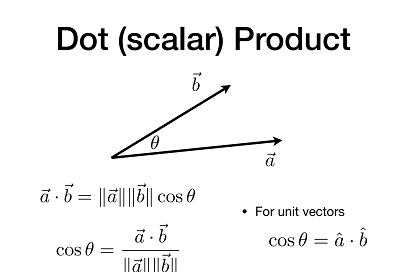 Dot (scalar) Product
$\vec{b}$
$\theta$
$\vec{a}$
$\vec{a} \cdot \vec{b} = \|\vec{a}\| \|\vec{b}\| \cos \theta$
$\cos \theta = \dfrac{\vec{a} \cdot \vec{b}}{\|\vec{a}\| \|\vec{b}\|}$
• For unit vectors
$\cos \theta = \hat{a} \cdot \hat{b}$